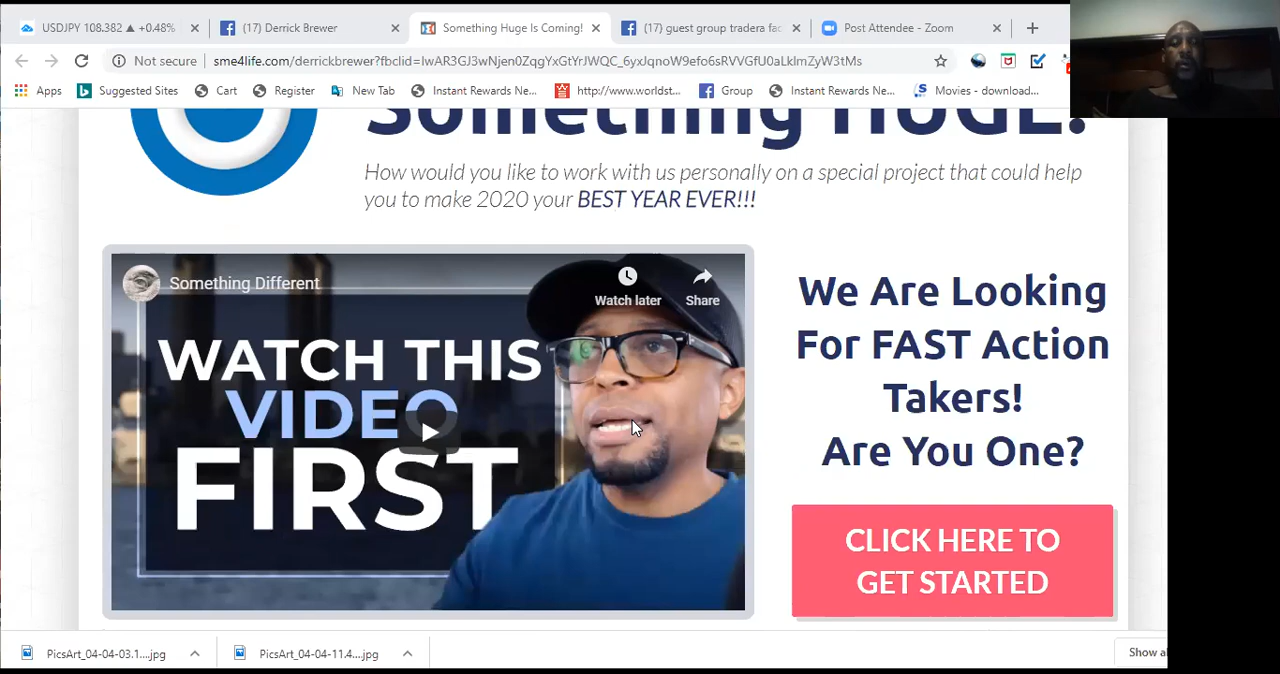 USDJPY 108.382 ▲ +0.48%
(17) Derrick Brewer
Something Huge Is Coming!
(17) guest group tradera fac
Post Attendee - Zoom
Not secure
sme4life.com/derrickbrewer?fbclid=IwAR3GJ3wNjen0ZqgYxGtYrJWQC_6yxJqnoW9efo6sRVVGfU0aLklmZyW3tMs
Apps
Suggested Sites
Cart
Register
New Tab
Instant Rewards Ne...
http://www.worldst...
Group
Instant Rewards Ne...
Movies - download...
Something HUGE!
How would you like to work with us personally on a special project that could help
you to make 2020 your BEST YEAR EVER!!!
Something Different
Watch later
Share
WATCH THIS
VIDEO
FIRST
We Are Looking
For FAST Action
Takers!
Are You One?
CLICK HERE TO
GET STARTED
PicsArt_04-04-03.1....jpg
PicsArt_04-04-11.4....jpg
Show al